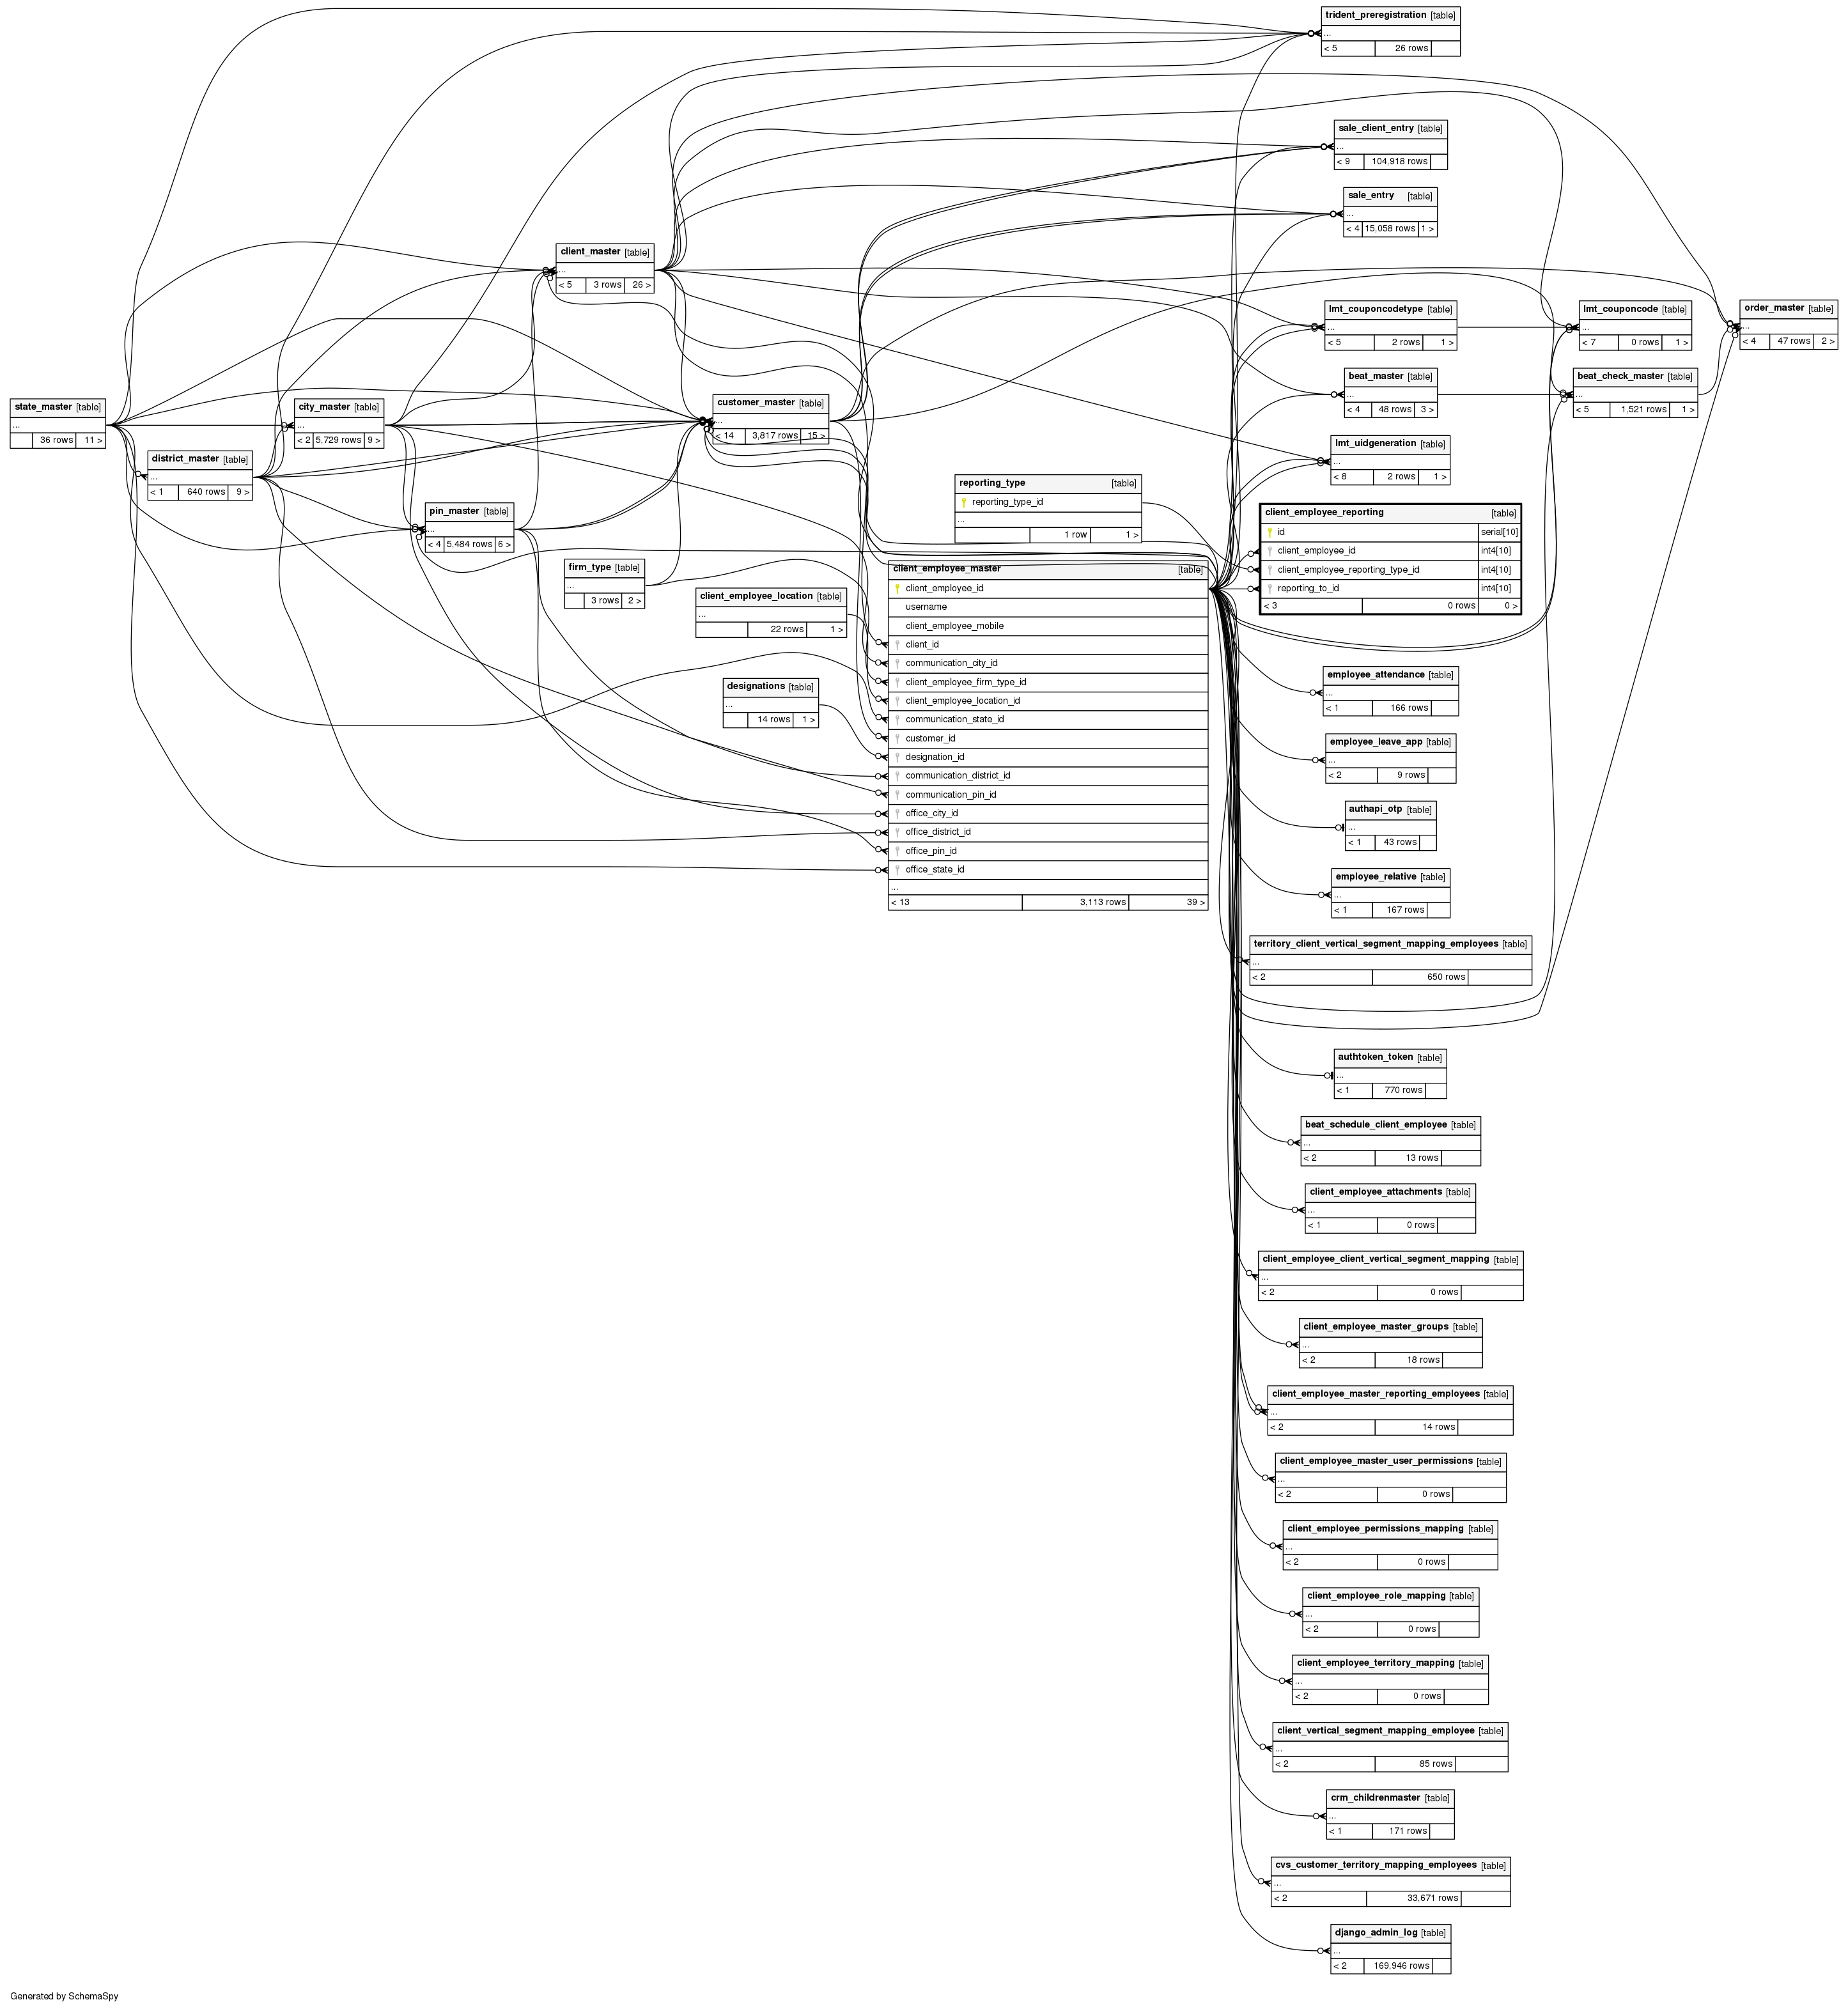 trident_preregistration [table]
...
< 5 26 rows
sale_client_entry [table]
...
< 9 104,918 rows
sale_entry [table]
...
< 4 15,058 rows 1 >
client_master [table]
...
< 5 3 rows 26 >
lmt_couponcodetype [table]
...
< 5 2 rows 1 >
lmt_couponcode [table]
...
< 7 0 rows 1 >
order_master [table]
...
< 4 47 rows 2 >
beat_master [table]
...
< 4 48 rows 3 >
beat_check_master [table]
...
< 5 1,521 rows 1 >
state_master [table]
...
36 rows 11 >
city_master [table]
...
< 2 5,729 rows 9 >
customer_master [table]
...
< 14 3,817 rows 15 >
district_master [table]
...
< 1 640 rows 9 >
lmt_uidgeneration [table]
...
< 8 2 rows 1 >
pin_master [table]
...
< 4 5,484 rows 6 >
reporting_type [table]
reporting_type_id
...
1 row 1 >
client_employee_reporting [table]
id serial[10]
client_employee_id int4[10]
client_employee_reporting_type_id int4[10]
reporting_to_id int4[10]
< 3 0 rows 0 >
firm_type [table]
...
3 rows 2 >
client_employee_location [table]
...
22 rows 1 >
designations [table]
...
14 rows 1 >
client_employee_master [table]
client_employee_id
username
client_employee_mobile
client_id
communication_city_id
client_employee_firm_type_id
client_employee_location_id
communication_state_id
customer_id
designation_id
communication_district_id
communication_pin_id
office_city_id
office_district_id
office_pin_id
office_state_id
...
< 13 3,113 rows 39 >
employee_attendance [table]
...
< 1 166 rows
employee_leave_app [table]
...
< 2 9 rows
authapi_otp [table]
...
< 1 43 rows
employee_relative [table]
...
< 1 167 rows
territory_client_vertical_segment_mapping_employees [table]
...
< 2 650 rows
authtoken_token [table]
...
< 1 770 rows
beat_schedule_client_employee [table]
...
< 2 13 rows
client_employee_attachments [table]
...
< 1 0 rows
client_employee_client_vertical_segment_mapping [table]
...
< 2 0 rows
client_employee_master_groups [table]
...
< 2 18 rows
client_employee_master_reporting_employees [table]
...
< 2 14 rows
client_employee_master_user_permissions [table]
...
< 2 0 rows
client_employee_permissions_mapping [table]
...
< 2 0 rows
client_employee_role_mapping [table]
...
< 2 0 rows
client_employee_territory_mapping [table]
...
< 2 0 rows
client_vertical_segment_mapping_employee [table]
...
< 2 85 rows
crm_childrenmaster [table]
...
< 1 171 rows
cvs_customer_territory_mapping_employees [table]
...
< 2 33,671 rows
django_admin_log [table]
...
< 2 169,946 rows
Generated by SchemaSpy